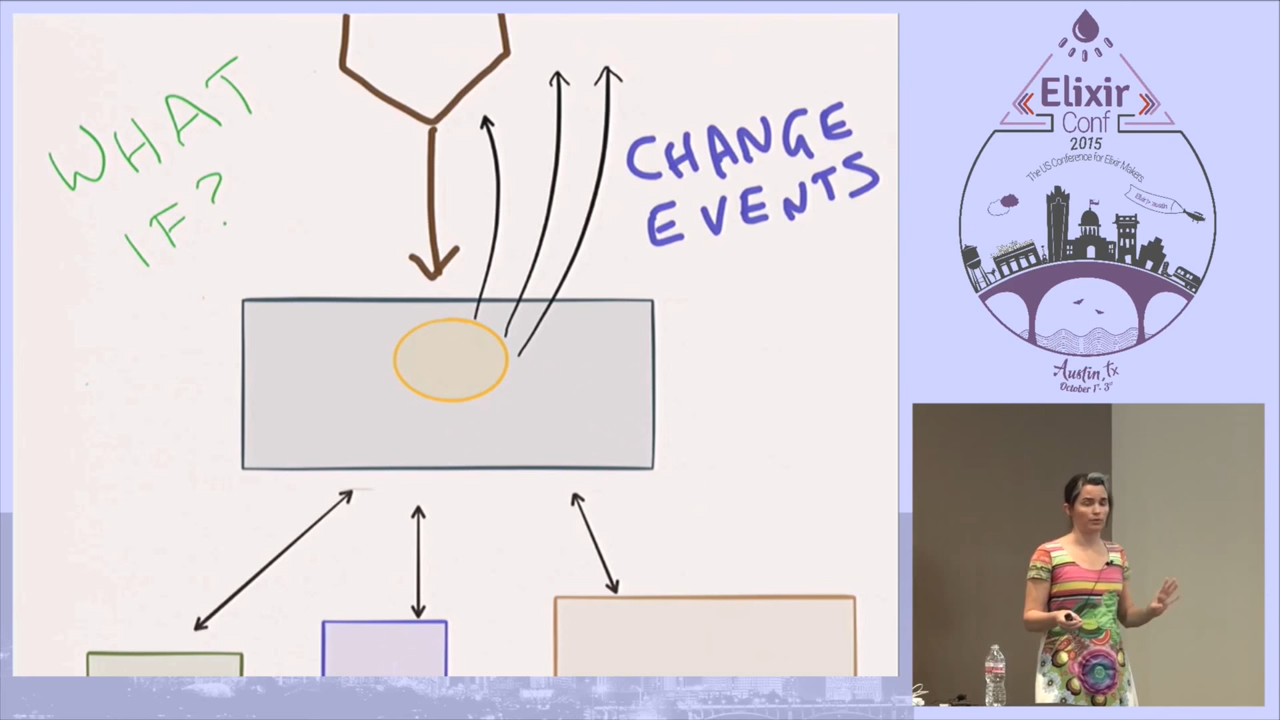 WHAT
IF?
CHANGE
EVENTS
Elixir
Conf
2015
The US Conference for Elixir Makers
Austin, Tx
October 1st - 3rd